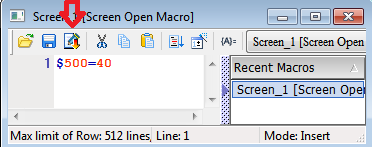 Screen_1 [Screen Open Macro]
{A}= Screen_1 [Screen Open
1 $500=40
Recent Macros
Screen_1 [Screen Ope
Max limit of Row: 512 lines, Line: 1 Mode: Insert